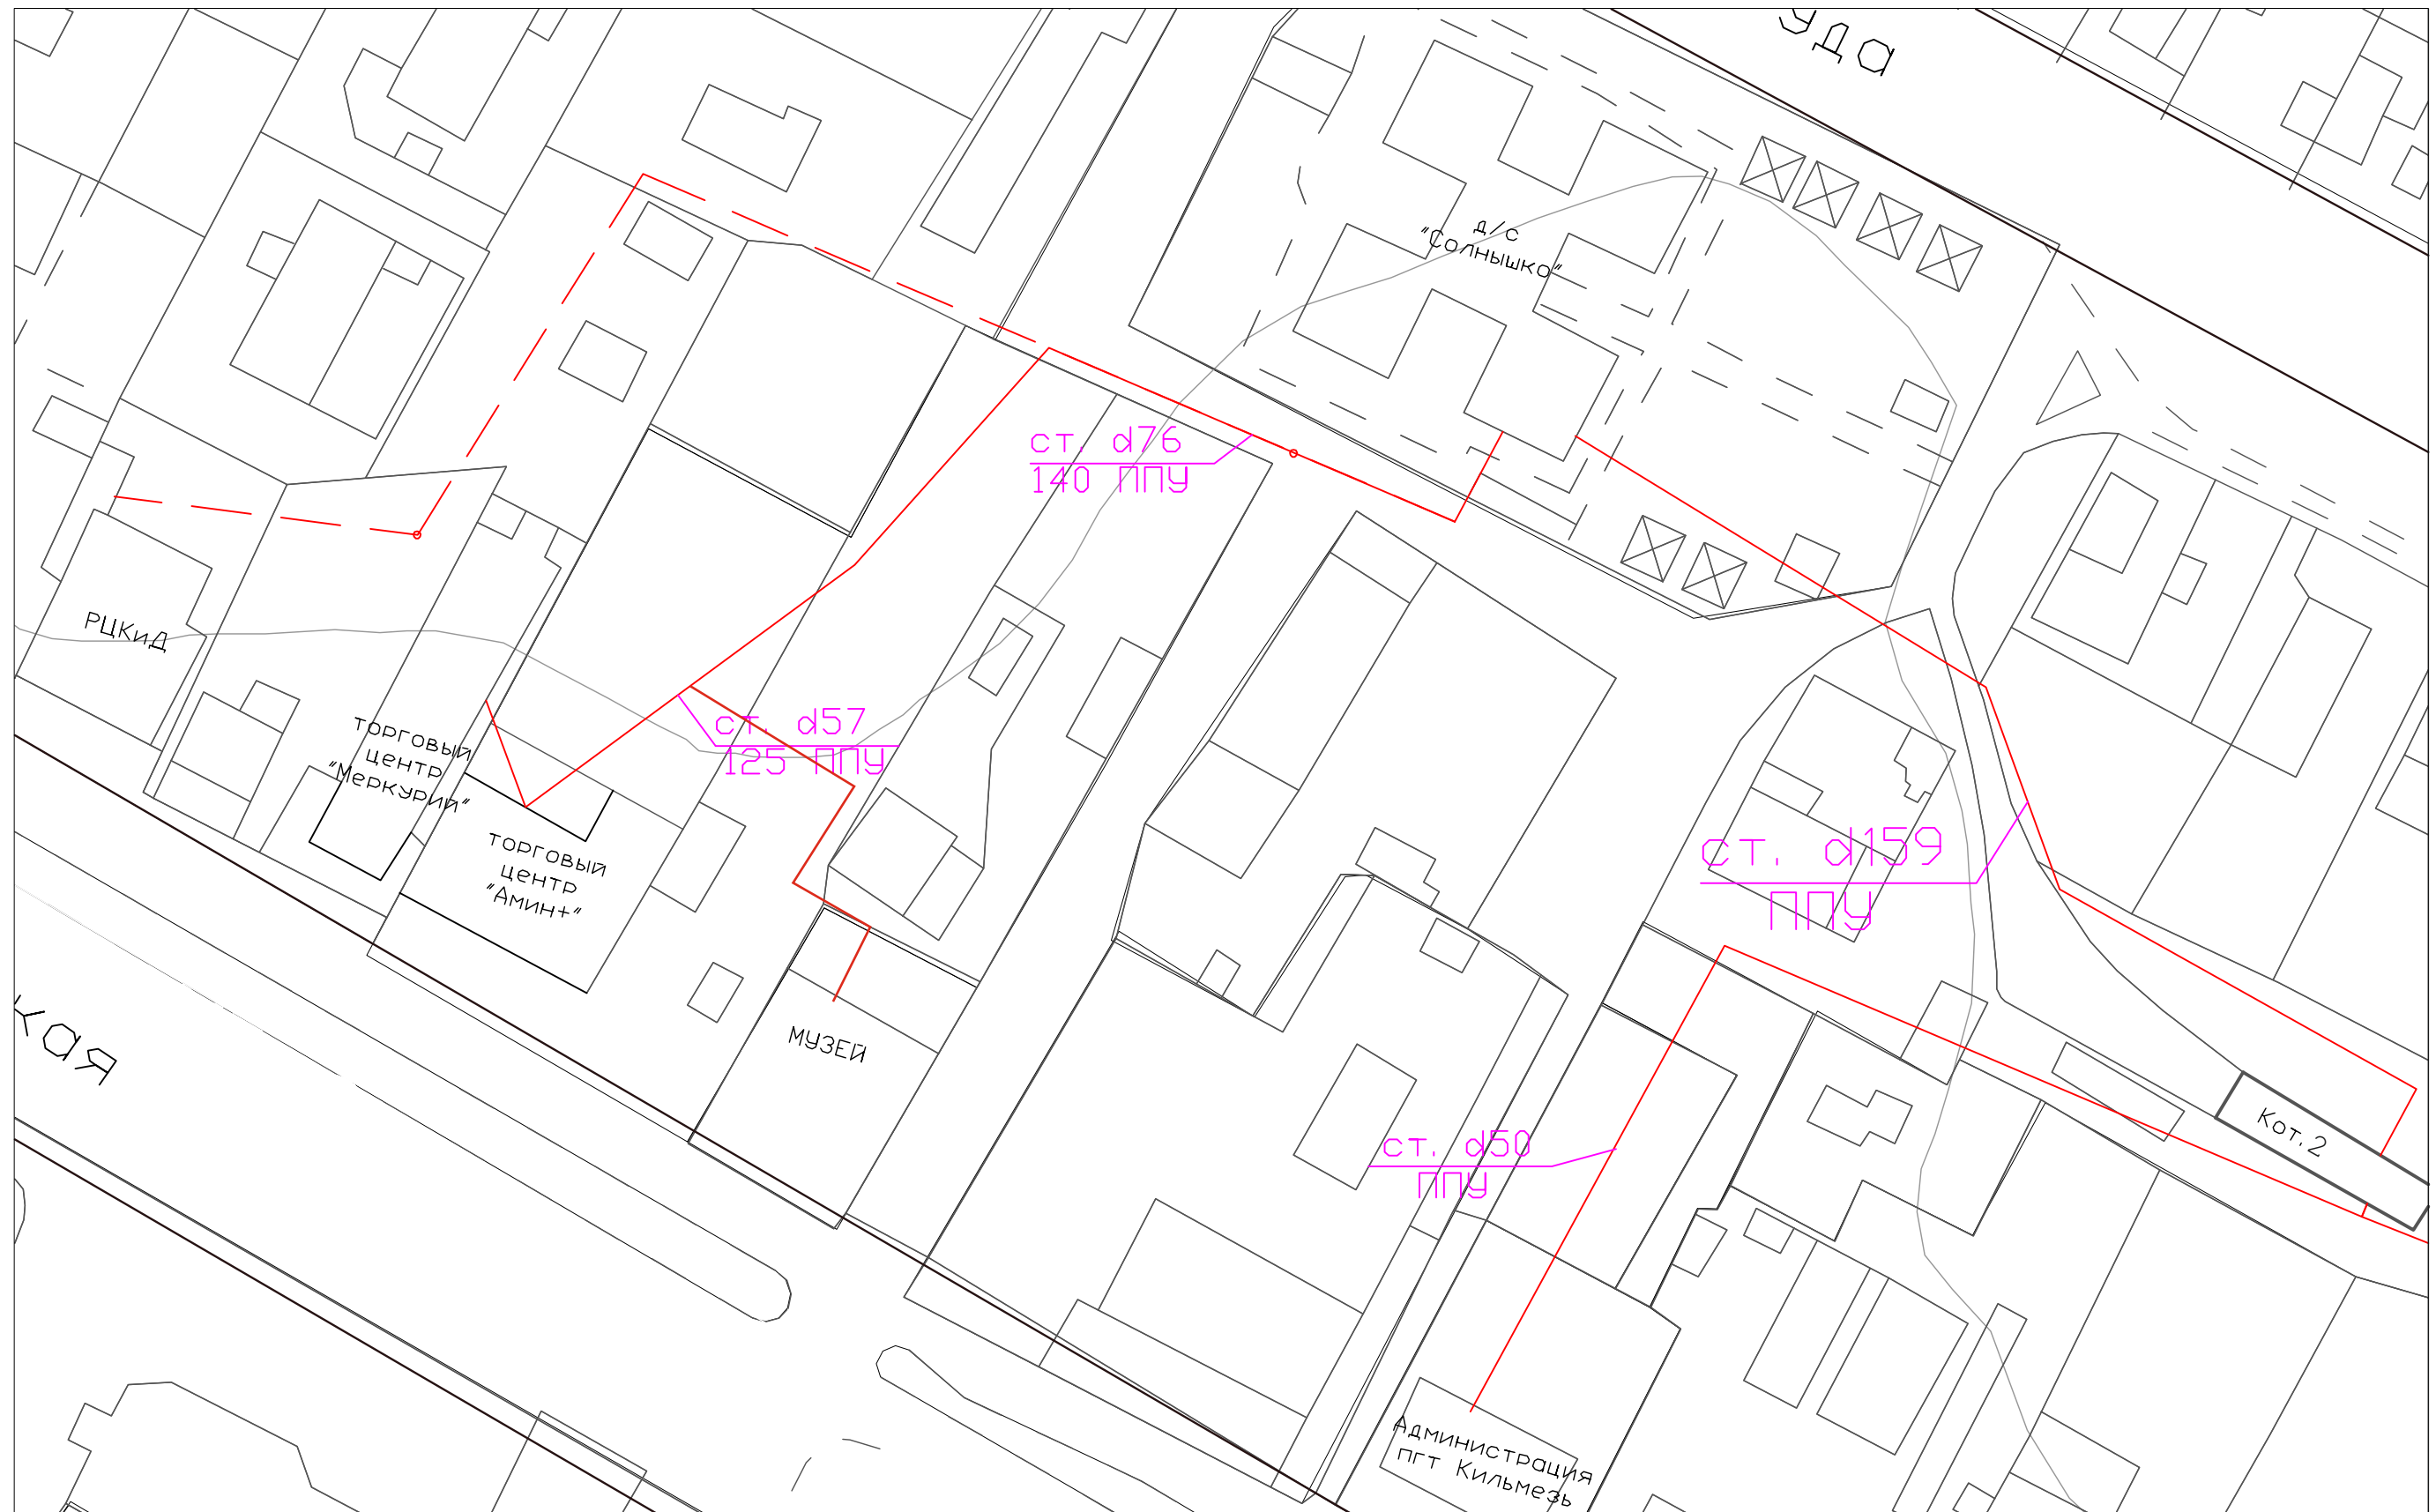 уда
д/с
"Солнышко"
ст. d76
140 ППУ
РЦКиД
ст. d57
125 ППУ
торговый
центр
"Меркурий"
торговый
центр
"Амин+"
ст. d159
ППУ
кая
МУЗЕЙ
Кот.2
ст. d50
ППУ
Администрация
пгт Кильмезь